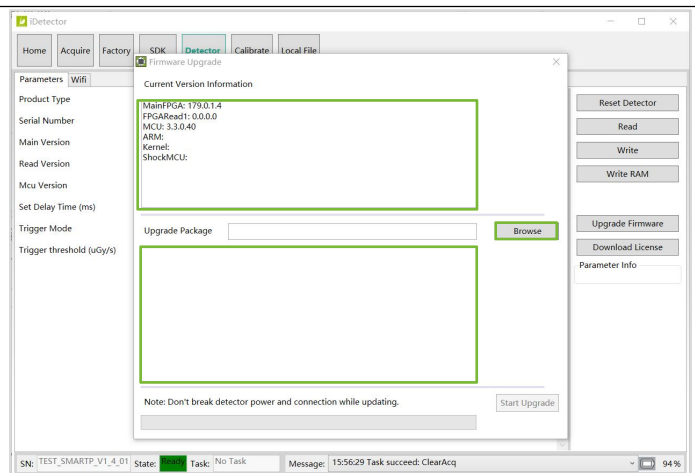 iDetector
Home Acquire Factory SDK Detector Calibrate Local File
Firmware Upgrade
Parameters Wifi
Product Type
Serial Number
Main Version
Read Version
Mcu Version
Set Delay Time (ms)
Trigger Mode
Trigger threshold (uGy/s)
Current Version Information
MainFPGA: 179.0.1.4
FPGARead1: 0.0.0.0
MCU: 3.3.0.40
ARM:
Kernel:
ShockMCU:
Upgrade Package
Browse
Note: Don't break detector power and connection while updating.
Start Upgrade
Reset Detector
Read
Write
Write RAM
Upgrade Firmware
Download License
Parameter Info
SN: TEST_SMARTP_V1_4_01 State: Ready Task: No Task Message: 15:56:29 Task succeed: ClearAcq 94%